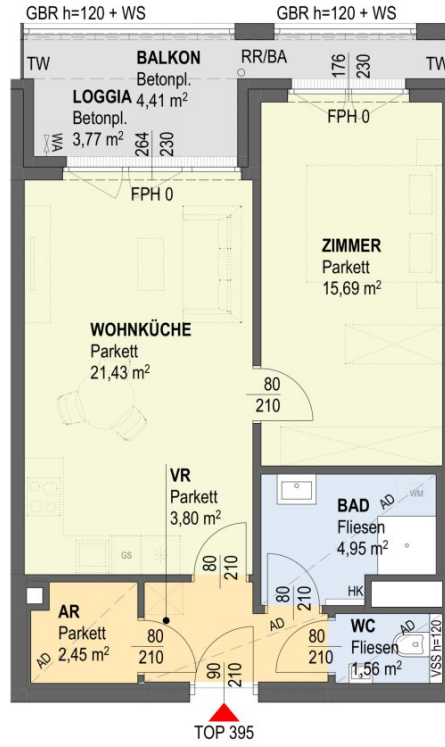 GBR h=120 + WS
GBR h=120 + WS
TW
BALKON
Betonpl.
4,41 m²
RR/BA
176
230
TW
LOGGIA
Betonpl.
3,77 m²
WA
264
230
FPH 0
FPH 0
ZIMMER
Parkett
15,69 m²
WOHNKÜCHE
Parkett
21,43 m²
80
210
VR
Parkett
3,80 m²
AD
WM
BAD
Fliesen
4,95 m²
GS
80
210
80
210
HK
AR
Parkett
2,45 m²
AD
80
210
90
210
AD
80
210
WC
Fliesen
1,56 m²
AD
VSS h=120
TOP 395